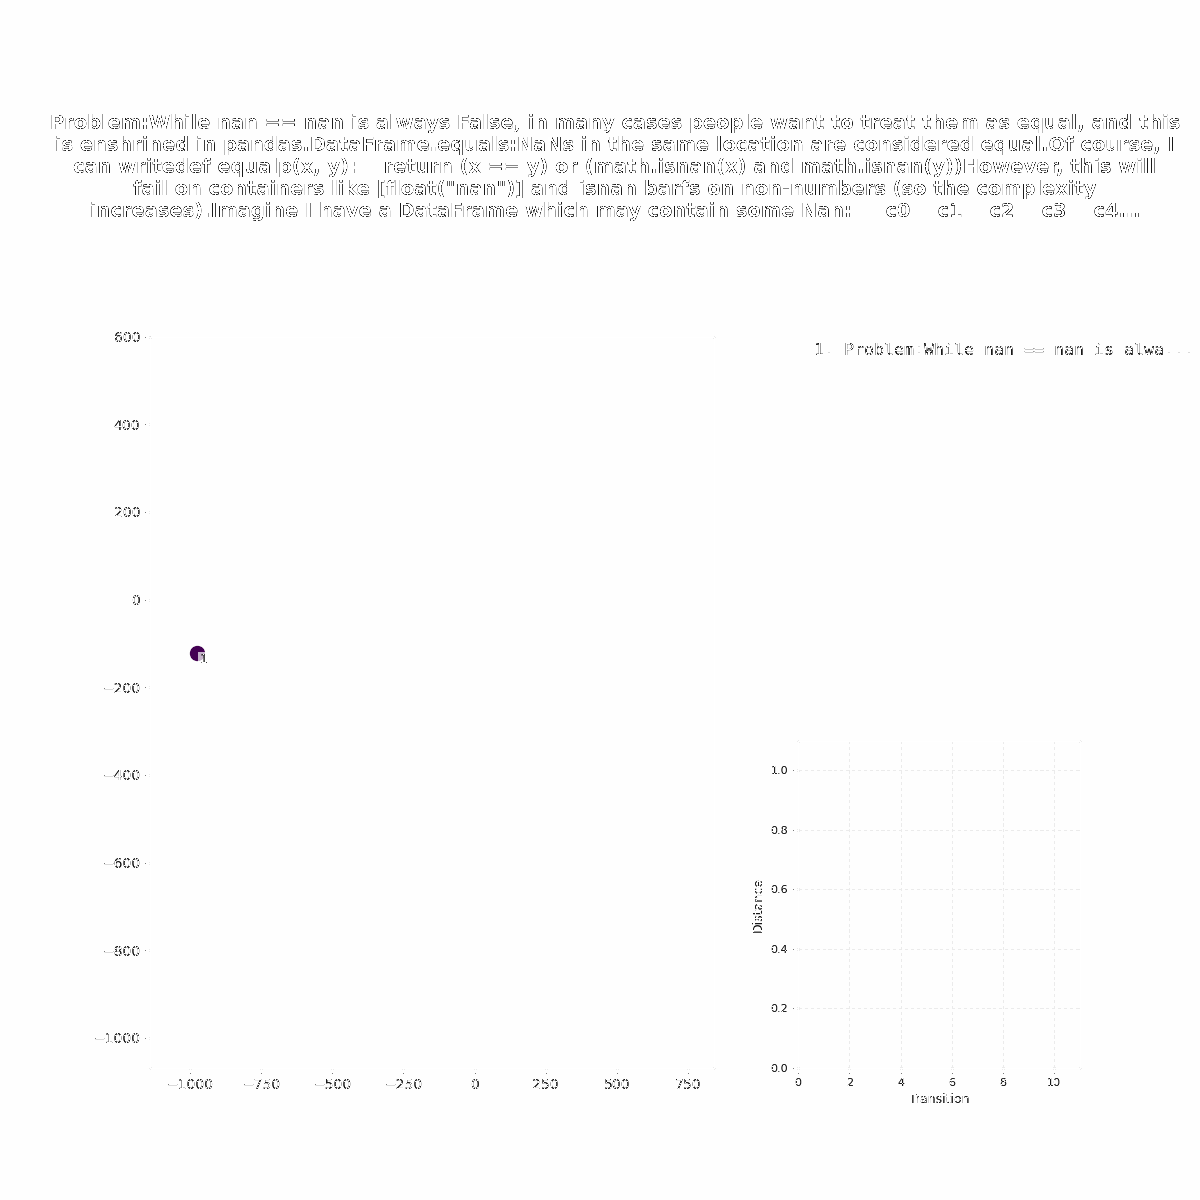 Problem:While nan == nan is always False, in many cases people want to treat them as equal, and this
is enshrined in pandas.DataFrame.equals:NaNs in the same location are considered equal.Of course, I
can writedef equalp(x, y):    return (x == y) or (math.isnan(x) and math.isnan(y))However, this will
fail on containers like [float("nan")] and isnan barfs on non-numbers (so the complexity
increases).Imagine I have a DataFrame which may contain some Nan:     c0    c1    c2    c3    c4...
1. Problem:While nan == nan is alwa...
600
400
200
0
1
−200
−400
−600
−800
−1000
−1000 −750 −500 −250 0 250 500 750
1.0
0.8
0.6
0.4
0.2
0.0
Distance
0 2 4 6 8 10
Transition